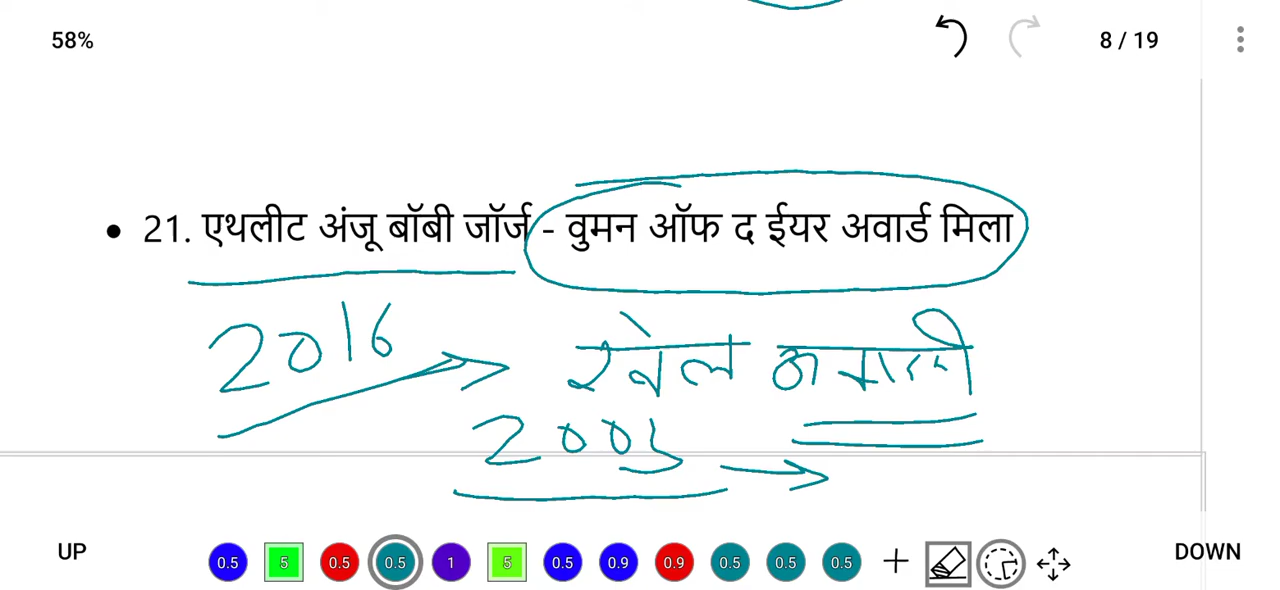 58%
8 / 19
• 21. एथलीट अंजू बॉबी जॉर्ज - वुमन ऑफ द ईयर अवार्ड मिला
2016
खेल
2003
0.5 5 0.5 0.5 1 5 0.5 0.9 0.9 0.5 0.5 0.5 +
UP
DOWN